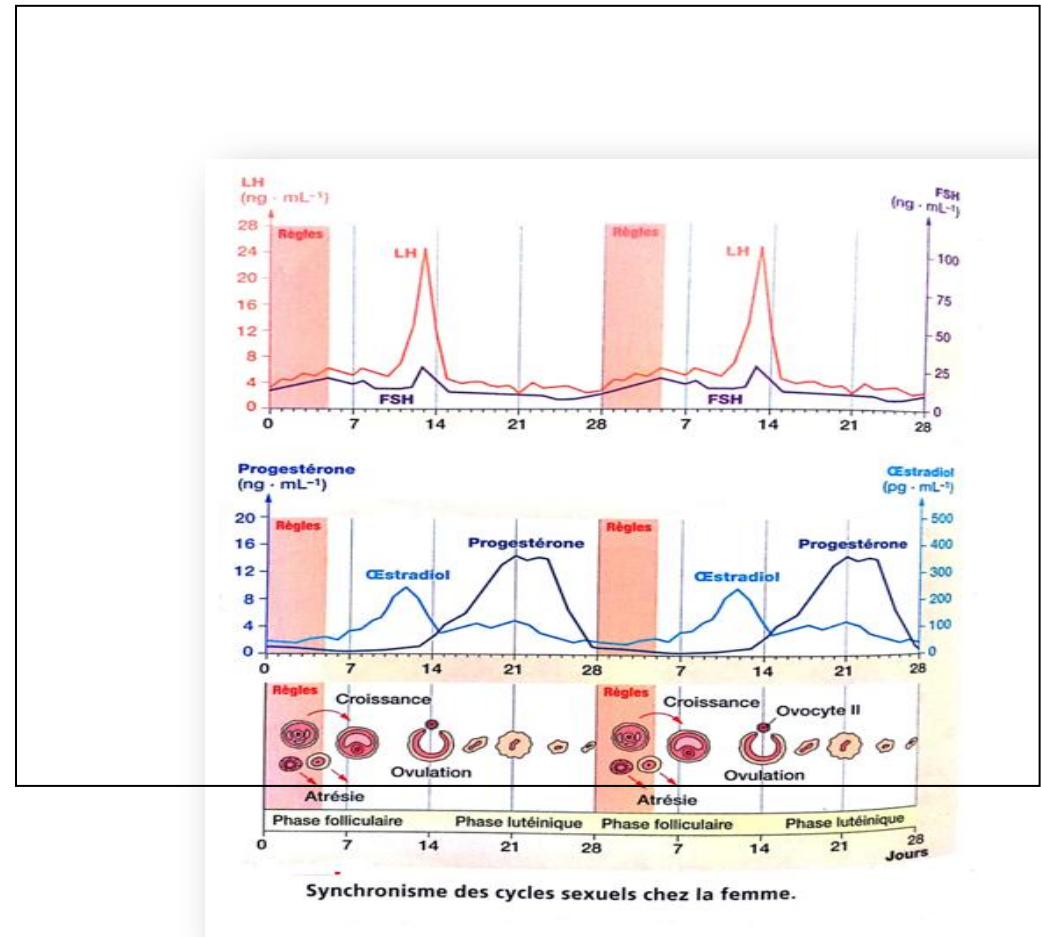 LH
(ng · mL⁻¹)
FSH
(ng · mL⁻¹)
28
24
20
16
12
8
4
0
Règles
LH
FSH
Règles
LH
FSH
100
75
50
25
0
0 7 14 21 28 7 14 21 28
Progestérone
(ng · mL⁻¹)
Œstradiol
(pg · mL⁻¹)
20
16
12
8
4
0
Règles
Œstradiol
Progestérone
Règles
Œstradiol
Progestérone
500
400
300
200
100
0
0 7 14 21 28 7 14 21 28
Règles
Croissance
Ovulation
Atrésie
Règles
Croissance
Ovocyte II
Ovulation
Atrésie
Phase folliculaire Phase lutéinique Phase folliculaire Phase lutéinique
0 7 14 21 28 7 14 21 28
Jours
Synchronisme des cycles sexuels chez la femme.